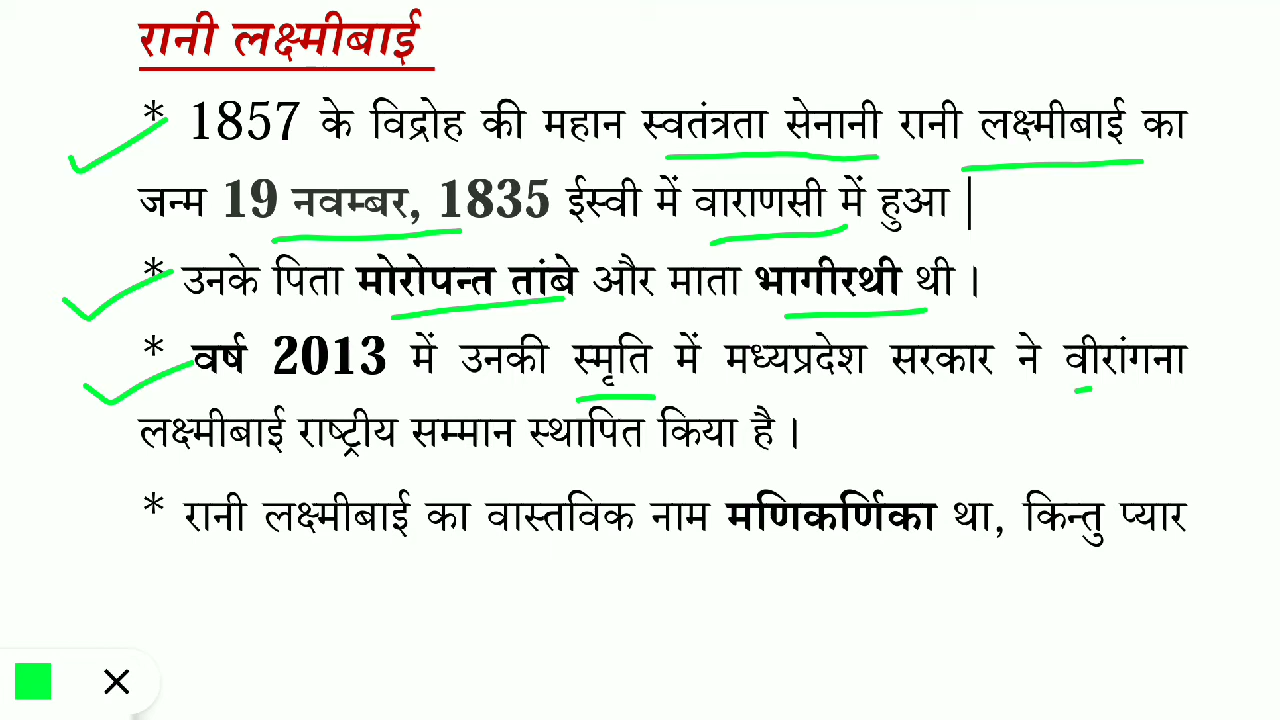 रानी लक्ष्मीबाई
* 1857 के विद्रोह की महान स्वतंत्रता सेनानी रानी लक्ष्मीबाई का
जन्म 19 नवम्बर, 1835 ईस्वी में वाराणसी में हुआ |
* उनके पिता मोरोपन्त तांबे और माता भागीरथी थी ।
* वर्ष 2013 में उनकी स्मृति में मध्यप्रदेश सरकार ने वीरांगना
लक्ष्मीबाई राष्ट्रीय सम्मान स्थापित किया है ।
* रानी लक्ष्मीबाई का वास्तविक नाम मणिकर्णिका था, किन्तु प्यार